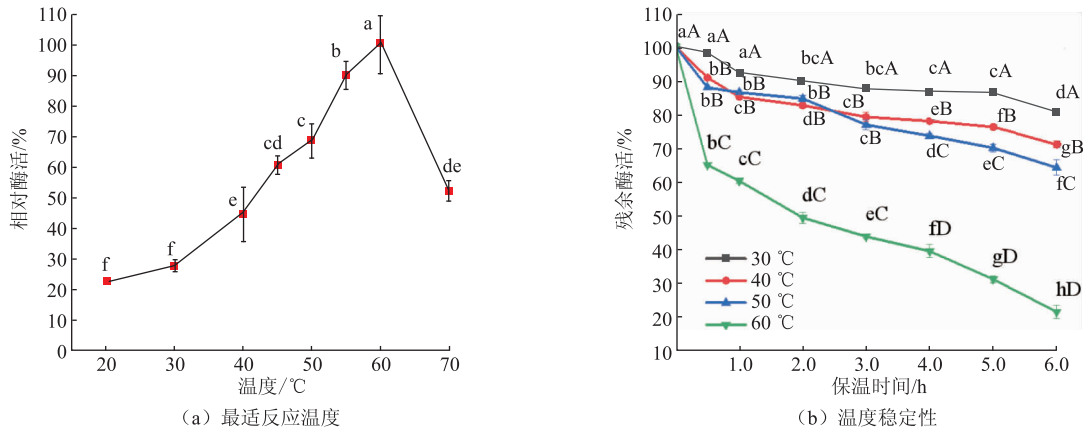 110
100
90
80
70
60
50
40
30
20
10
0
相对酶活/%
f
f
e
cd
c
b
a
de
20 30 40 50 60 70
温度/℃
(a) 最适反应温度
110
100
90
80
70
60
50
40
30
20
10
残余酶活/%
aA aA aA bcA bcA cA cA dA
bB cB dB cB eB fB gB
bB bB bB cB dC eC fC
bC cC dC eC fD gD hD
30 ℃
40 ℃
50 ℃
60 ℃
1.0 2.0 3.0 4.0 5.0 6.0
保温时间/h
(b) 温度稳定性